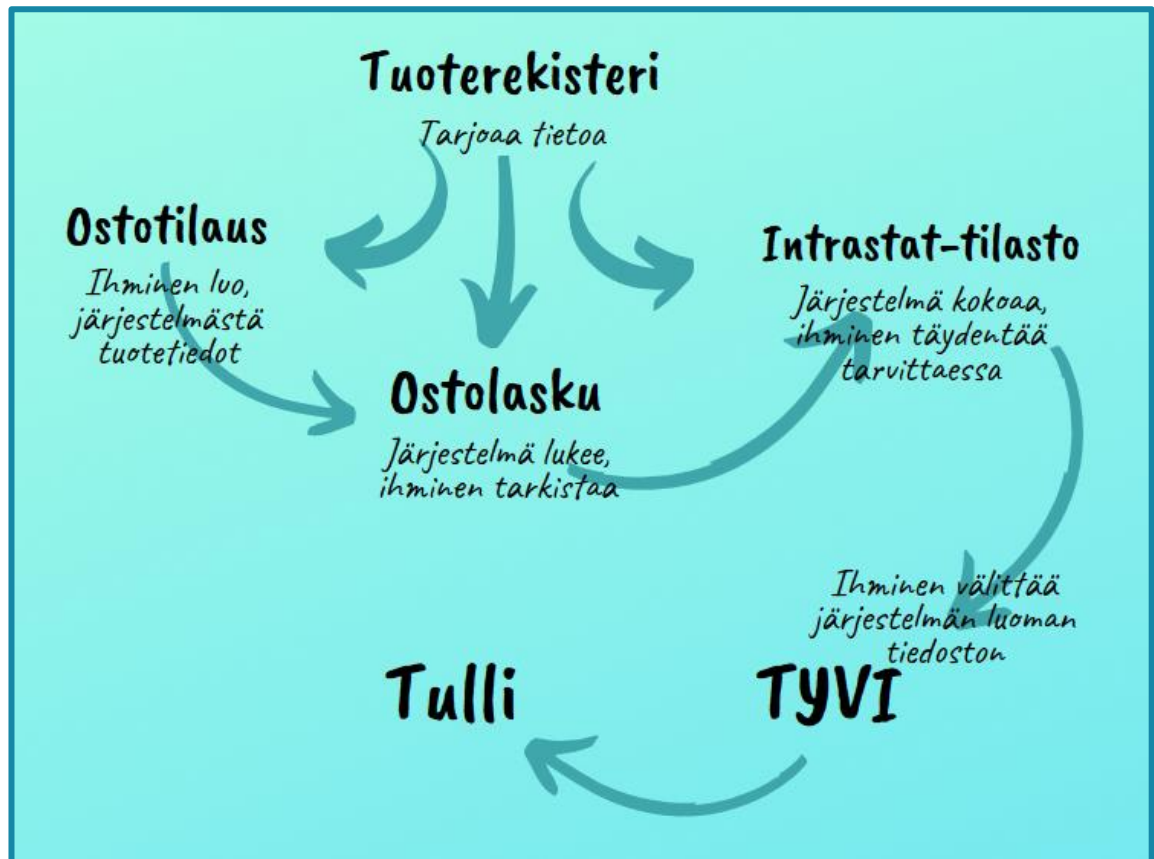 Tuoterekisteri
Tarjoaa tietoa
Ostotilaus
Ihminen luo,
järjestelmästä
tuotetiedot
Intrastat-tilasto
Järjestelmä kokoaa,
ihminen täydentää
tarvittaessa
Ostolasku
Järjestelmä lukee,
ihminen tarkistaa
Ihminen välittää
järjestelmän luoman
tiedoston
TYVI
Tulli